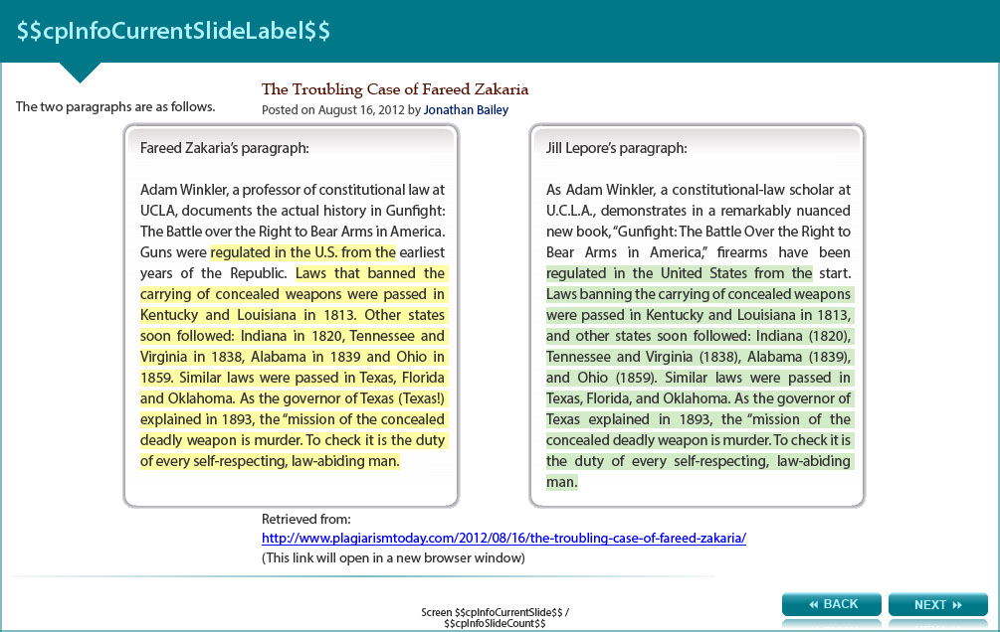 $$cpInfoCurrentSlideLabel$$
The two paragraphs are as follows.
The Troubling Case of Fareed Zakaria
Posted on August 16, 2012 by Jonathan Bailey
Fareed Zakaria's paragraph:
Adam Winkler, a professor of constitutional law at
UCLA, documents the actual history in Gunfight:
The Battle over the Right to Bear Arms in America.
Guns were regulated in the U.S. from the earliest
years of the Republic. Laws that banned the
carrying of concealed weapons were passed in
Kentucky and Louisiana in 1813. Other states
soon followed: Indiana in 1820, Tennessee and
Virginia in 1838, Alabama in 1839 and Ohio in
1859. Similar laws were passed in Texas, Florida
and Oklahoma. As the governor of Texas (Texas!)
explained in 1893, the “mission of the concealed
deadly weapon is murder. To check it is the duty
of every self-respecting, law-abiding man.
Jill Lepore's paragraph:
As Adam Winkler, a constitutional-law scholar at
U.C.L.A., demonstrates in a remarkably nuanced
new book, “Gunfight: The Battle Over the Right to
Bear Arms in America,” firearms have been
regulated in the United States from the start.
Laws banning the carrying of concealed weapons
were passed in Kentucky and Louisiana in 1813,
and other states soon followed: Indiana (1820),
Tennessee and Virginia (1838), Alabama (1839),
and Ohio (1859). Similar laws were passed in
Texas, Florida, and Oklahoma. As the governor of
Texas explained in 1893, the “mission of the
concealed deadly weapon is murder. To check it is
the duty of every self-respecting, law-abiding
man.
Retrieved from:
http://www.plagiarismtoday.com/2012/08/16/the-troubling-case-of-fareed-zakaria/
(This link will open in a new browser window)
Screen $$cpInfoCurrentSlide$$ /
$$cpInfoSlideCount$$
BACK
NEXT